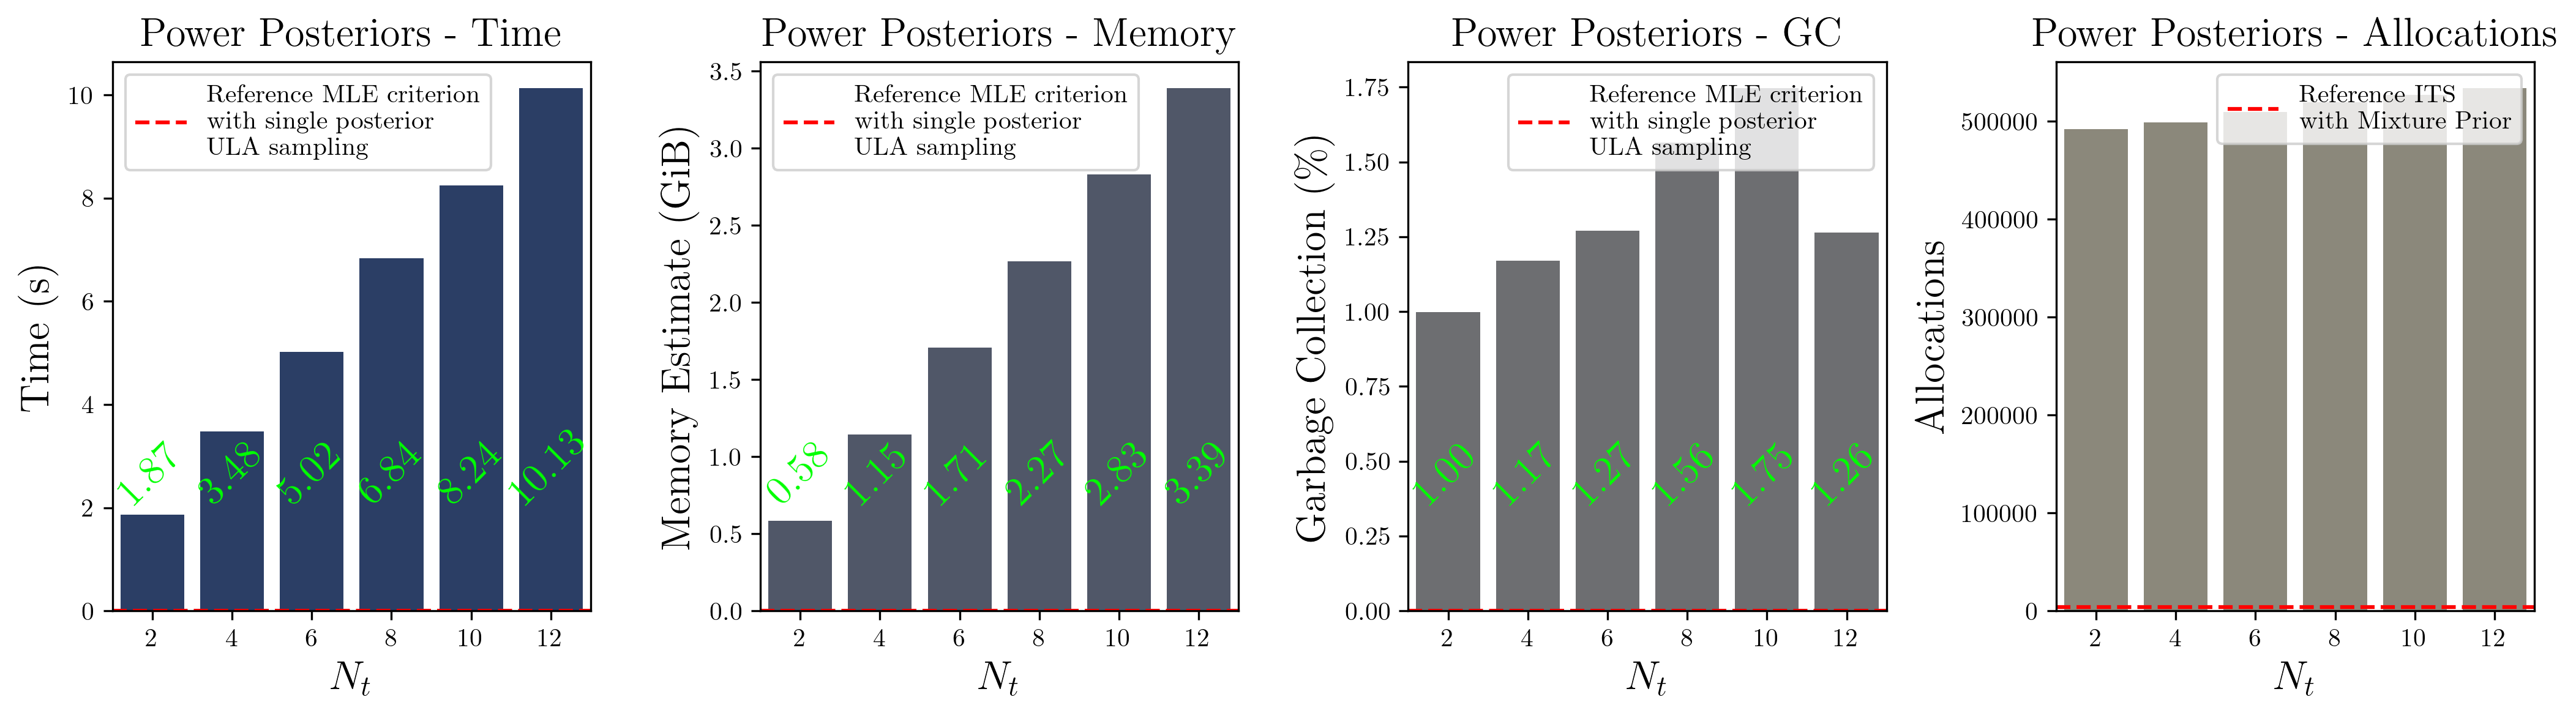 Power Posteriors - Time
Time (s)
10
8
6
4
2
0
Reference MLE criterion
with single posterior
ULA sampling
1.87
3.48
5.02
6.84
8.24
10.13
2 4 6 8 10 12
N_t
Power Posteriors - Memory
Memory Estimate (GiB)
3.5
3.0
2.5
2.0
1.5
1.0
0.5
0.0
Reference MLE criterion
with single posterior
ULA sampling
0.58
1.15
1.71
2.27
2.83
3.39
2 4 6 8 10 12
N_t
Power Posteriors - GC
Garbage Collection (%)
1.75
1.50
1.25
1.00
0.75
0.50
0.25
0.00
Reference MLE criterion
with single posterior
ULA sampling
1.00
1.17
1.27
1.56
1.75
1.26
2 4 6 8 10 12
N_t
Power Posteriors - Allocations
Allocations
500000
400000
300000
200000
100000
0
Reference ITS
with Mixture Prior
2 4 6 8 10 12
N_t